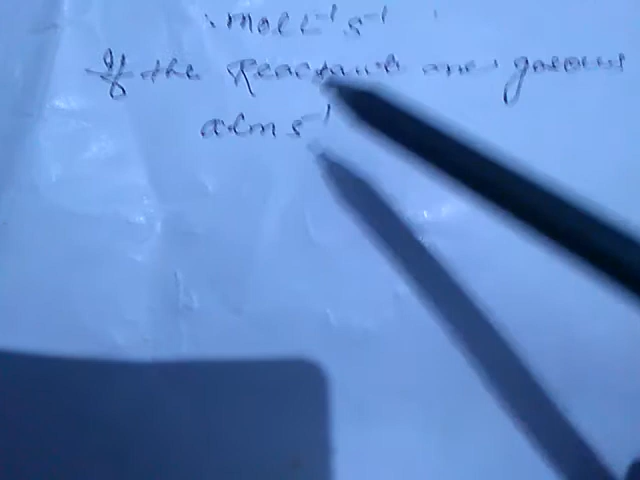 mol L⁻¹ s⁻¹
If the Reactants are gaseous
atm s⁻¹